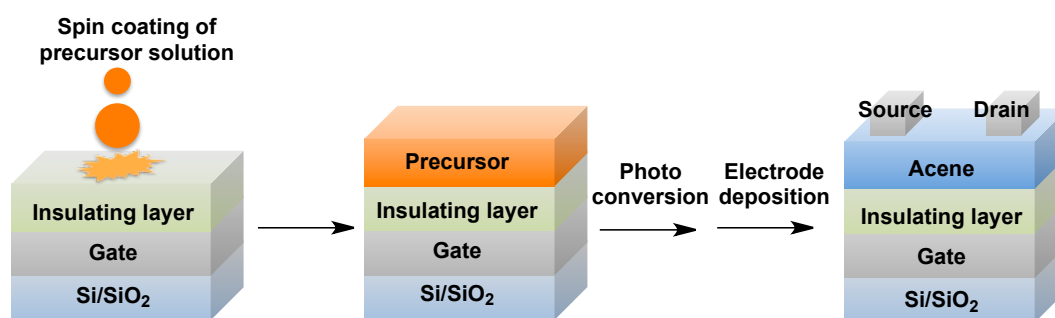 Spin coating of
precursor solution
Insulating layer
Gate
Si/SiO₂
Precursor
Insulating layer
Gate
Si/SiO₂
Photo
conversion
Electrode
deposition
Source
Drain
Acene
Insulating layer
Gate
Si/SiO₂